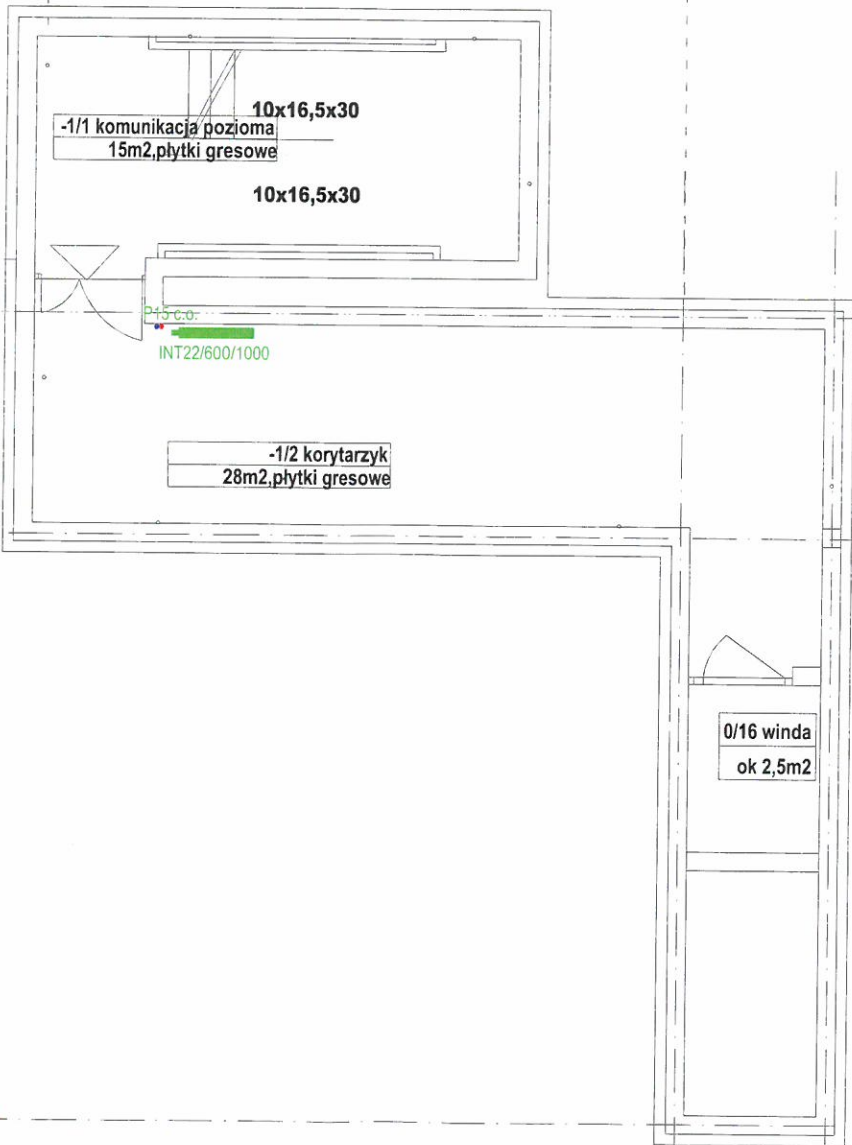 10x16,5x30
-1/1 komunikacja pozioma
15m2,płytki gresowe
10x16,5x30
P15 c.o.
INT22/600/1000
-1/2 korytarzyk
28m2,płytki gresowe
0/16 winda
ok 2,5m2